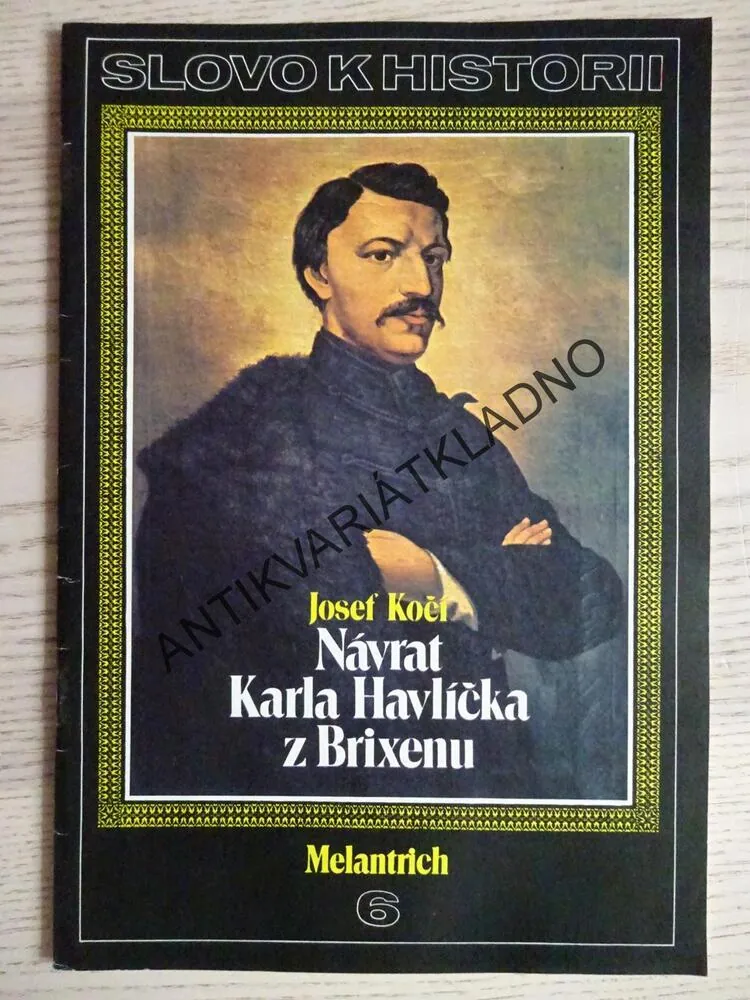 SLOVO K HISTORII
ANTIKVARIÁTKLADNO
Josef Kočí
Návrat
Karla Havlíčka
z Brixenu
Melantrich
6